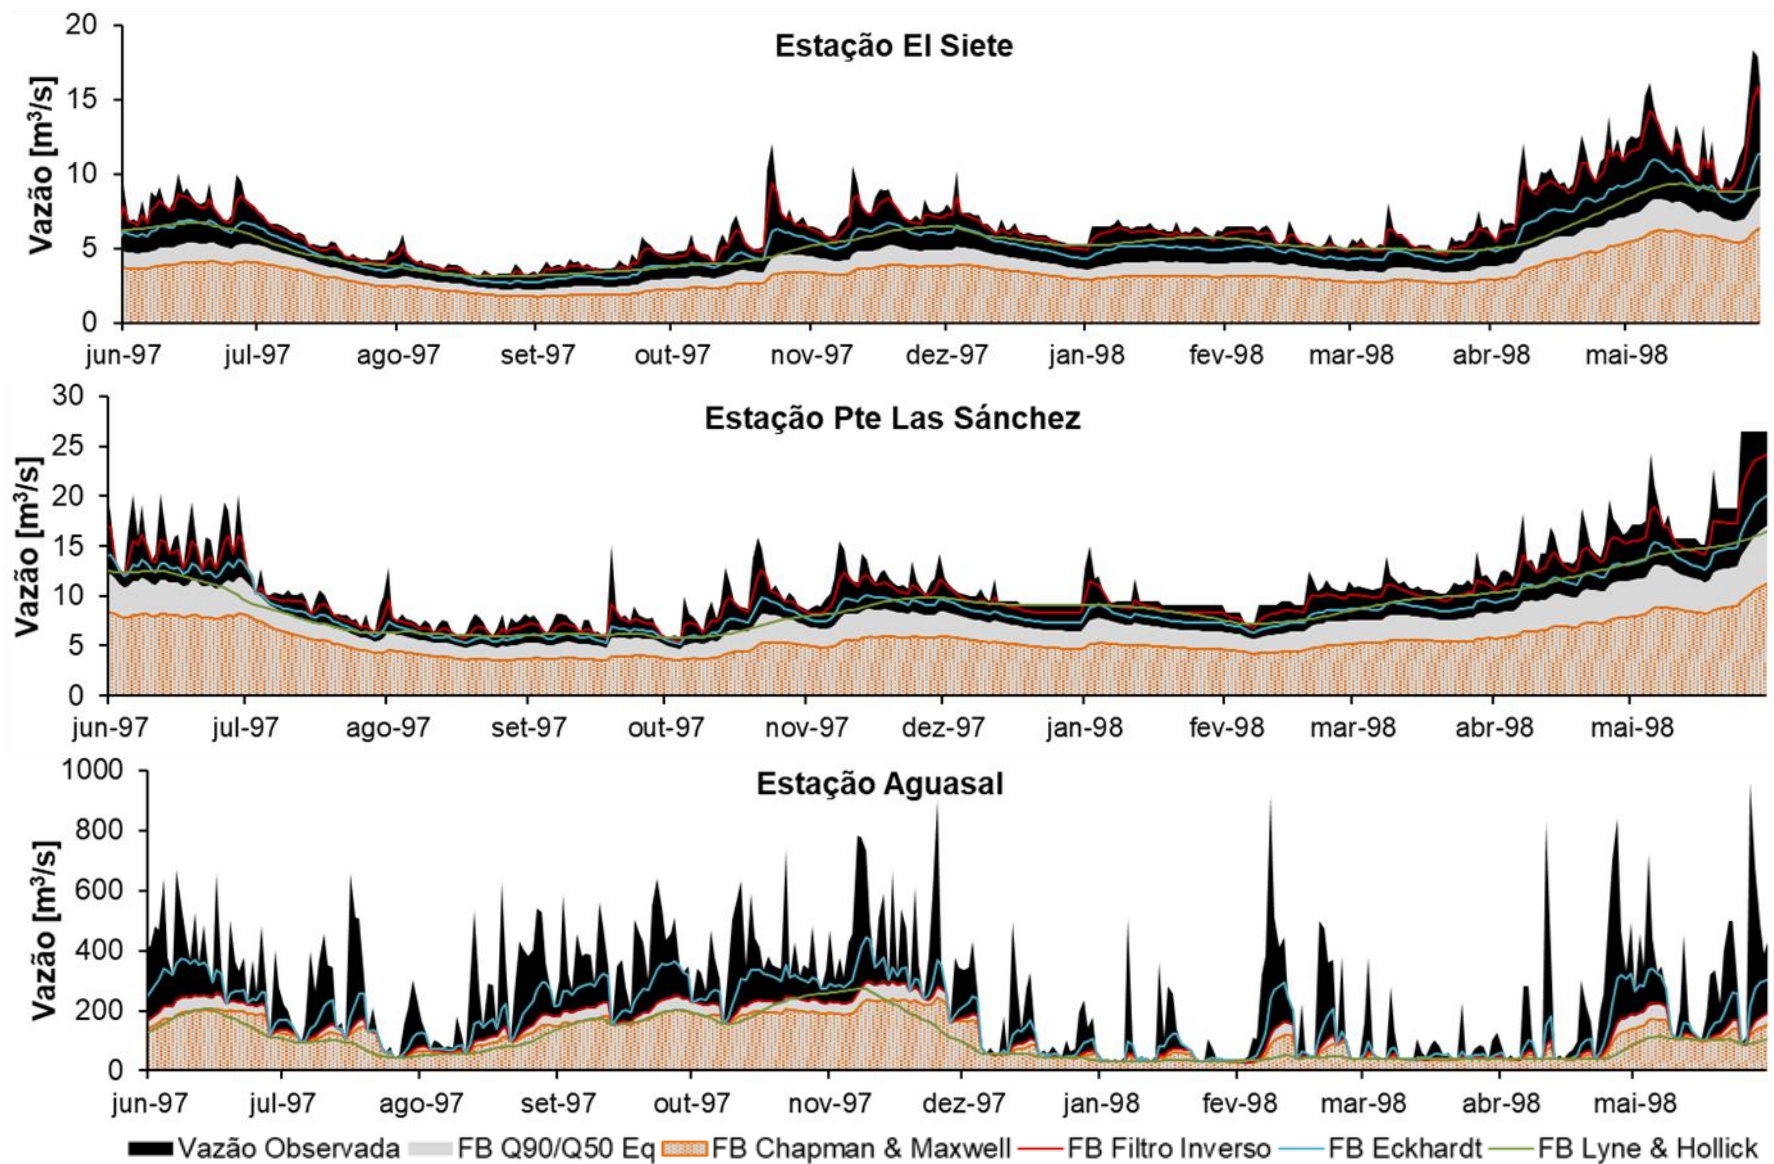 Estação El Siete
Vazão [m³/s]
20
15
10
5
0
jun-97 jul-97 ago-97 set-97 out-97 nov-97 dez-97 jan-98 fev-98 mar-98 abr-98 mai-98
Estação Pte Las Sánchez
Vazão [m³/s]
30
25
20
15
10
5
0
jun-97 jul-97 ago-97 set-97 out-97 nov-97 dez-97 jan-98 fev-98 mar-98 abr-98 mai-98
Estação Aguasal
Vazão [m³/s]
1000
800
600
400
200
0
jun-97 jul-97 ago-97 set-97 out-97 nov-97 dez-97 jan-98 fev-98 mar-98 abr-98 mai-98
Vazão Observada FB Q90/Q50 Eq FB Chapman & Maxwell FB Filtro Inverso FB Eckhardt FB Lyne & Hollick